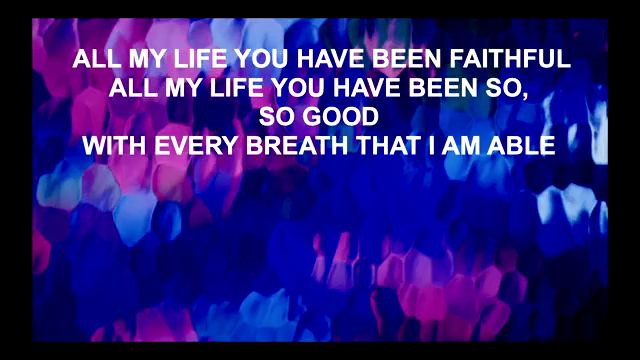 ALL MY LIFE YOU HAVE BEEN FAITHFUL
ALL MY LIFE YOU HAVE BEEN SO,
SO GOOD
WITH EVERY BREATH THAT I AM ABLE